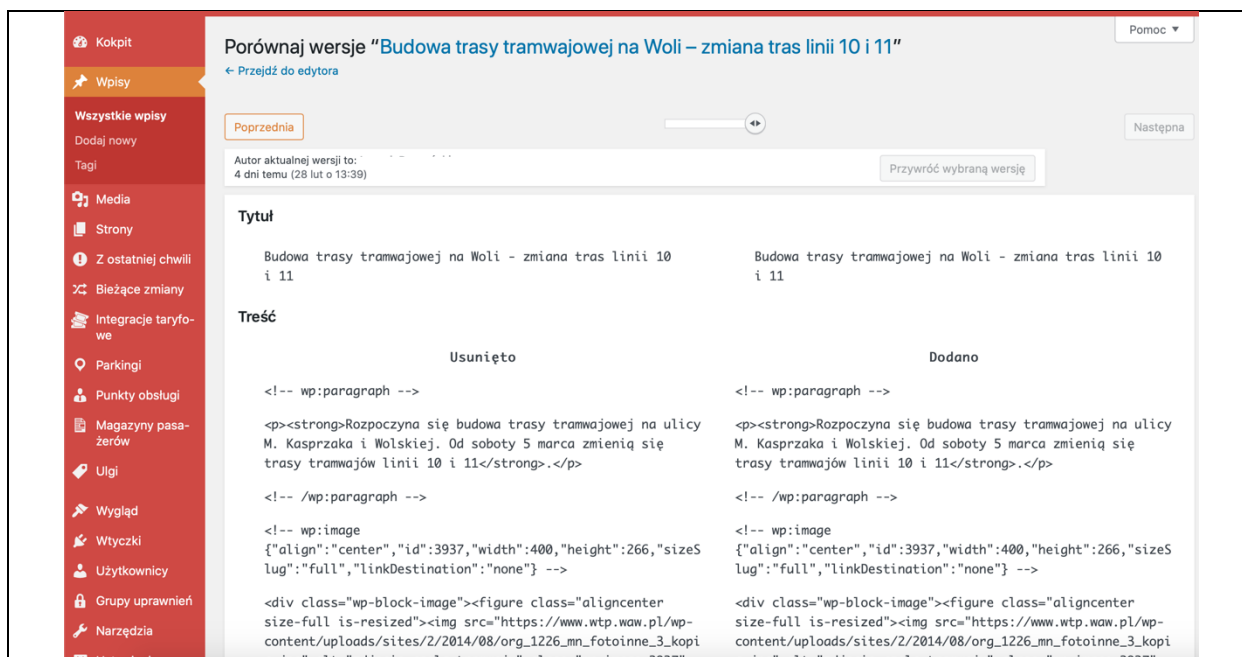 Kokpit
Wpisy
Wszystkie wpisy
Dodaj nowy
Tagi
Media
Strony
Z ostatniej chwili
Bieżące zmiany
Integracje taryfo-
we
Parkingi
Punkty obsługi
Magazyny pasa-
żerów
Ulgi
Wygląd
Wtyczki
Użytkownicy
Grupy uprawnień
Narzędzia
Pomoc ▼
Porównaj wersje “Budowa trasy tramwajowej na Woli – zmiana tras linii 10 i 11”
← Przejdź do edytora
Poprzednia
Następna
Autor aktualnej wersji to:
4 dni temu (28 lut o 13:39)
Przywróć wybraną wersję
Tytuł
Budowa trasy tramwajowej na Woli - zmiana tras linii 10
i 11
Budowa trasy tramwajowej na Woli - zmiana tras linii 10
i 11
Treść
Usunięto
<!-- wp:paragraph -->
<p><strong>Rozpoczyna się budowa trasy tramwajowej na ulicy
M. Kasprzaka i Wolskiej. Od soboty 5 marca zmienią się
trasy tramwajów linii 10 i 11</strong>.</p>
<!-- /wp:paragraph -->
<!-- wp:image
{"align":"center","id":3937,"width":400,"height":266,"sizeS
lug":"full","linkDestination":"none"} -->
<div class="wp-block-image"><figure class="aligncenter
size-full is-resized"><img src="https://www.wtp.waw.pl/wp-
content/uploads/sites/2/2014/08/org_1226_mn_fotoinne_3_kopi
Dodano
<!-- wp:paragraph -->
<p><strong>Rozpoczyna się budowa trasy tramwajowej na ulicy
M. Kasprzaka i Wolskiej. Od soboty 5 marca zmienią się
trasy tramwajów linii 10 i 11</strong>.</p>
<!-- /wp:paragraph -->
<!-- wp:image
{"align":"center","id":3937,"width":400,"height":266,"sizeS
lug":"full","linkDestination":"none"} -->
<div class="wp-block-image"><figure class="aligncenter
size-full is-resized"><img src="https://www.wtp.waw.pl/wp-
content/uploads/sites/2/2014/08/org_1226_mn_fotoinne_3_kopi